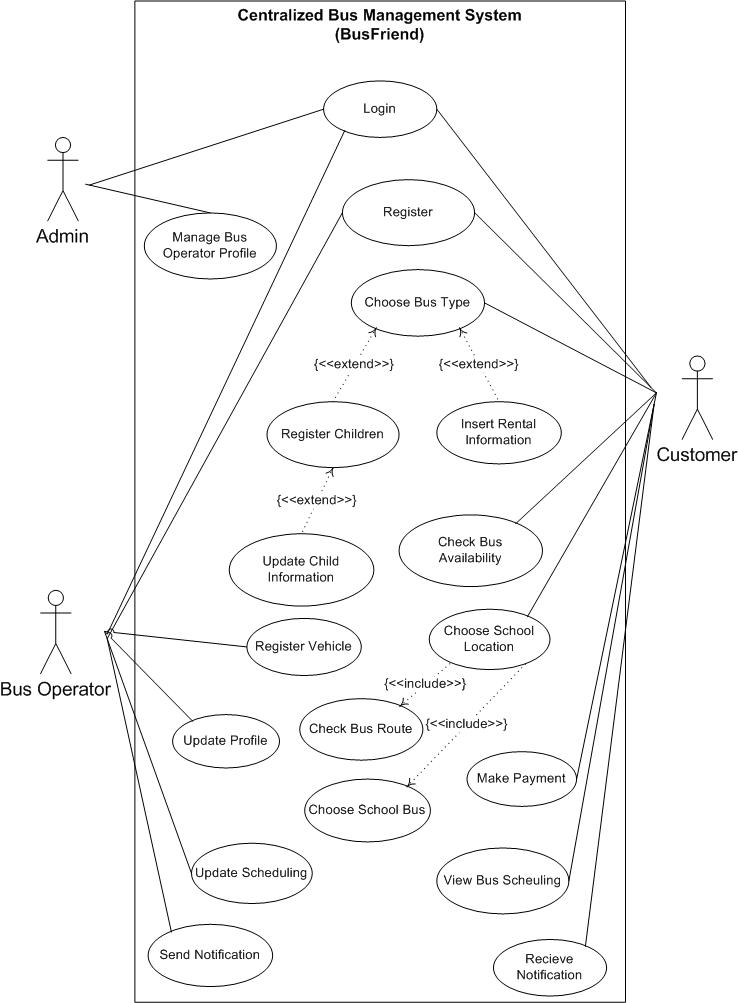 Centralized Bus Management System
(BusFriend)
Login
Admin
Register
Manage Bus
Operator Profile
Choose Bus Type
{<<extend>>}
{<<extend>>}
Customer
Register Children
Insert Rental
Information
{<<extend>>}
Check Bus
Availability
Update Child
Information
Bus Operator
Register Vehicle
Choose School
Location
{<<include>>}
{<<include>>}
Check Bus Route
Update Profile
Make Payment
Choose School Bus
Update Scheduling
View Bus Scheuling
Send Notification
Recieve
Notification